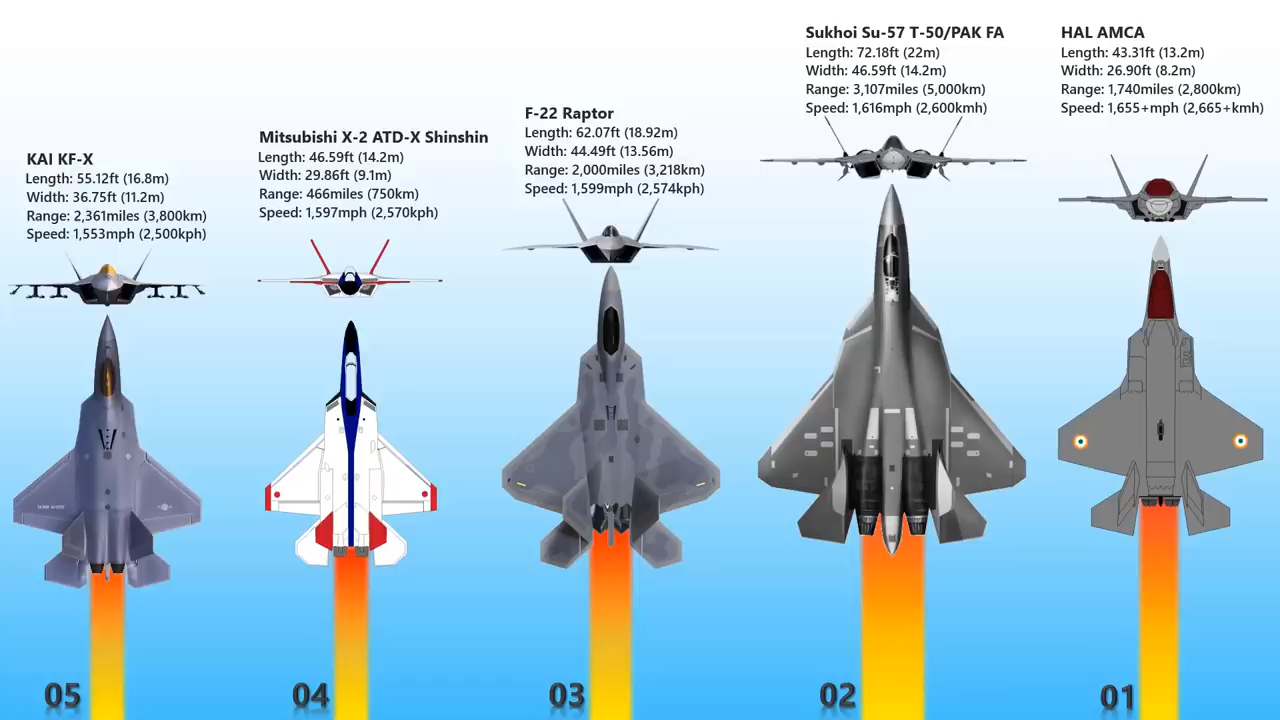 KAI KF-X
Length: 55.12ft (16.8m)
Width: 36.75ft (11.2m)
Range: 2,361miles (3,800km)
Speed: 1,553mph (2,500kph)
Mitsubishi X-2 ATD-X Shinshin
Length: 46.59ft (14.2m)
Width: 29.86ft (9.1m)
Range: 466miles (750km)
Speed: 1,597mph (2,570kph)
F-22 Raptor
Length: 62.07ft (18.92m)
Width: 44.49ft (13.56m)
Range: 2,000miles (3,218km)
Speed: 1,599mph (2,574kph)
Sukhoi Su-57 T-50/PAK FA
Length: 72.18ft (22m)
Width: 46.59ft (14.2m)
Range: 3,107miles (5,000km)
Speed: 1,616mph (2,600kmh)
HAL AMCA
Length: 43.31ft (13.2m)
Width: 26.90ft (8.2m)
Range: 1,740miles (2,800km)
Speed: 1,655+mph (2,665+kmh)
05
04
03
02
01